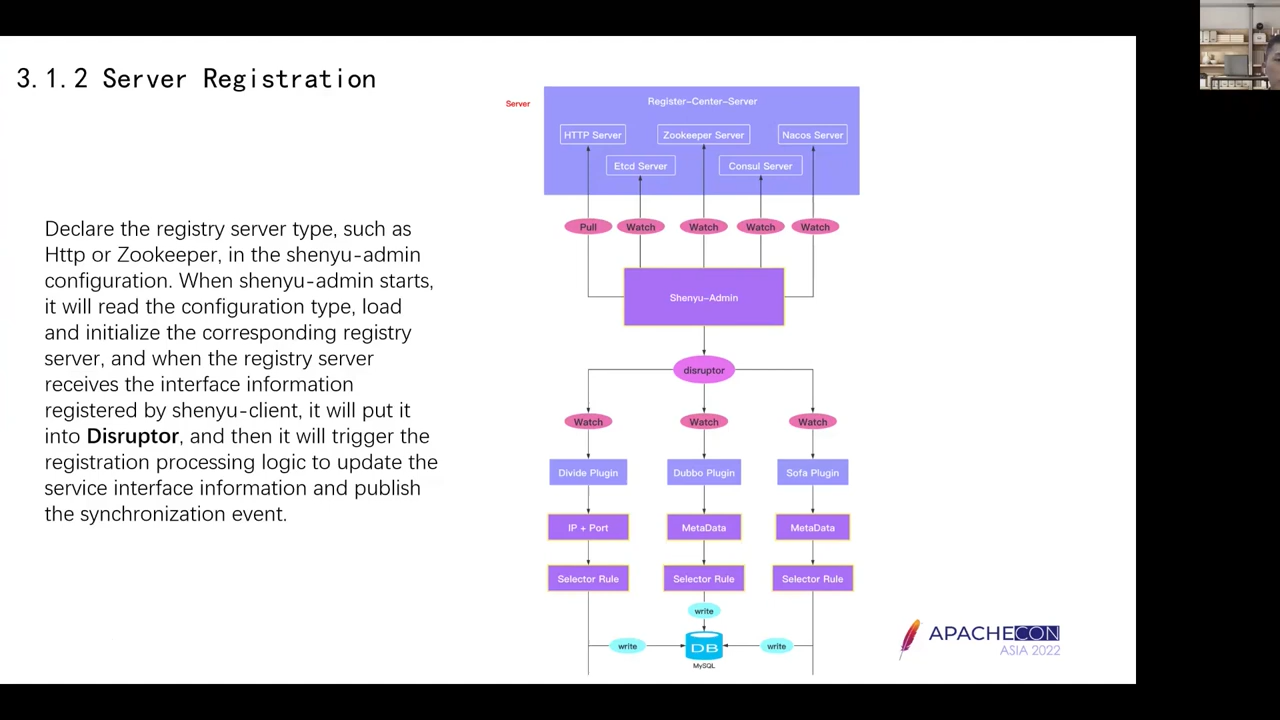 3.1.2 Server Registration
Declare the registry server type, such as
Http or Zookeeper, in the shenyu-admin
configuration. When shenyu-admin starts,
it will read the configuration type, load
and initialize the corresponding registry
server, and when the registry server
receives the interface information
registered by shenyu-client, it will put it
into Disruptor, and then it will trigger the
registration processing logic to update the
service interface information and publish
the synchronization event.
Server
Register-Center-Server
HTTP Server
Zookeeper Server
Nacos Server
Etcd Server
Consul Server
Pull
Watch
Watch
Watch
Watch
Shenyu-Admin
disruptor
Watch
Watch
Watch
Divide Plugin
Dubbo Plugin
Sofa Plugin
IP + Port
MetaData
MetaData
Selector Rule
Selector Rule
Selector Rule
write
write
DB
write
MySQL
APACHECON
ASIA 2022